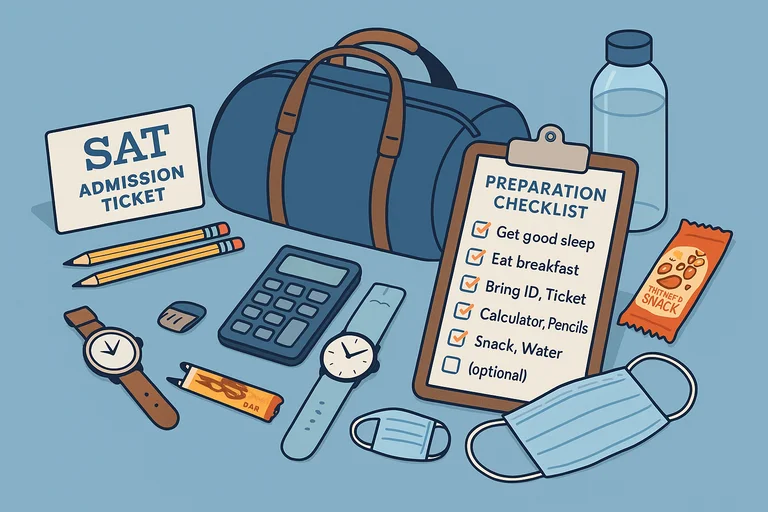 SAT
ADMISSION
TICKET
PREPARATION
CHECKLIST
Get good sleep
Eat breakfast
Bring ID, Ticket
Calculator, Pencils
Snack, Water
(optional)
SNACK
DAR